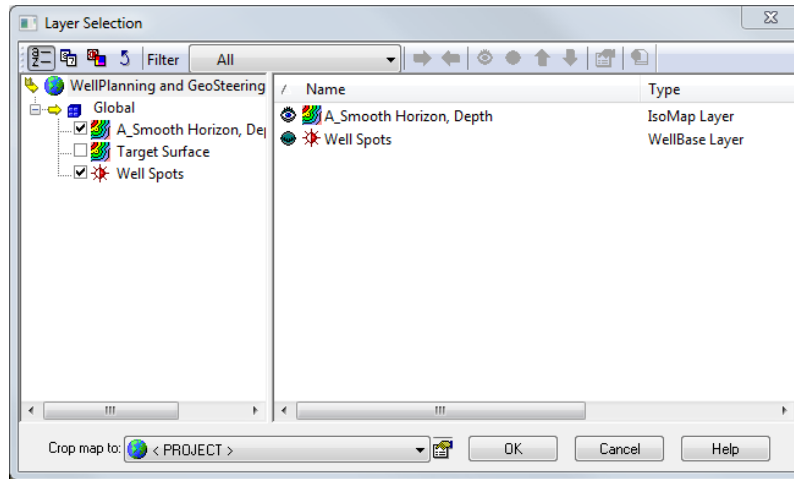 Layer Selection
Filter All
WellPlanning and GeoSteering
Global
A_Smooth Horizon, De
Target Surface
Well Spots
/ Name Type
A_Smooth Horizon, Depth IsoMap Layer
Well Spots WellBase Layer
Crop map to: < PROJECT > OK Cancel Help